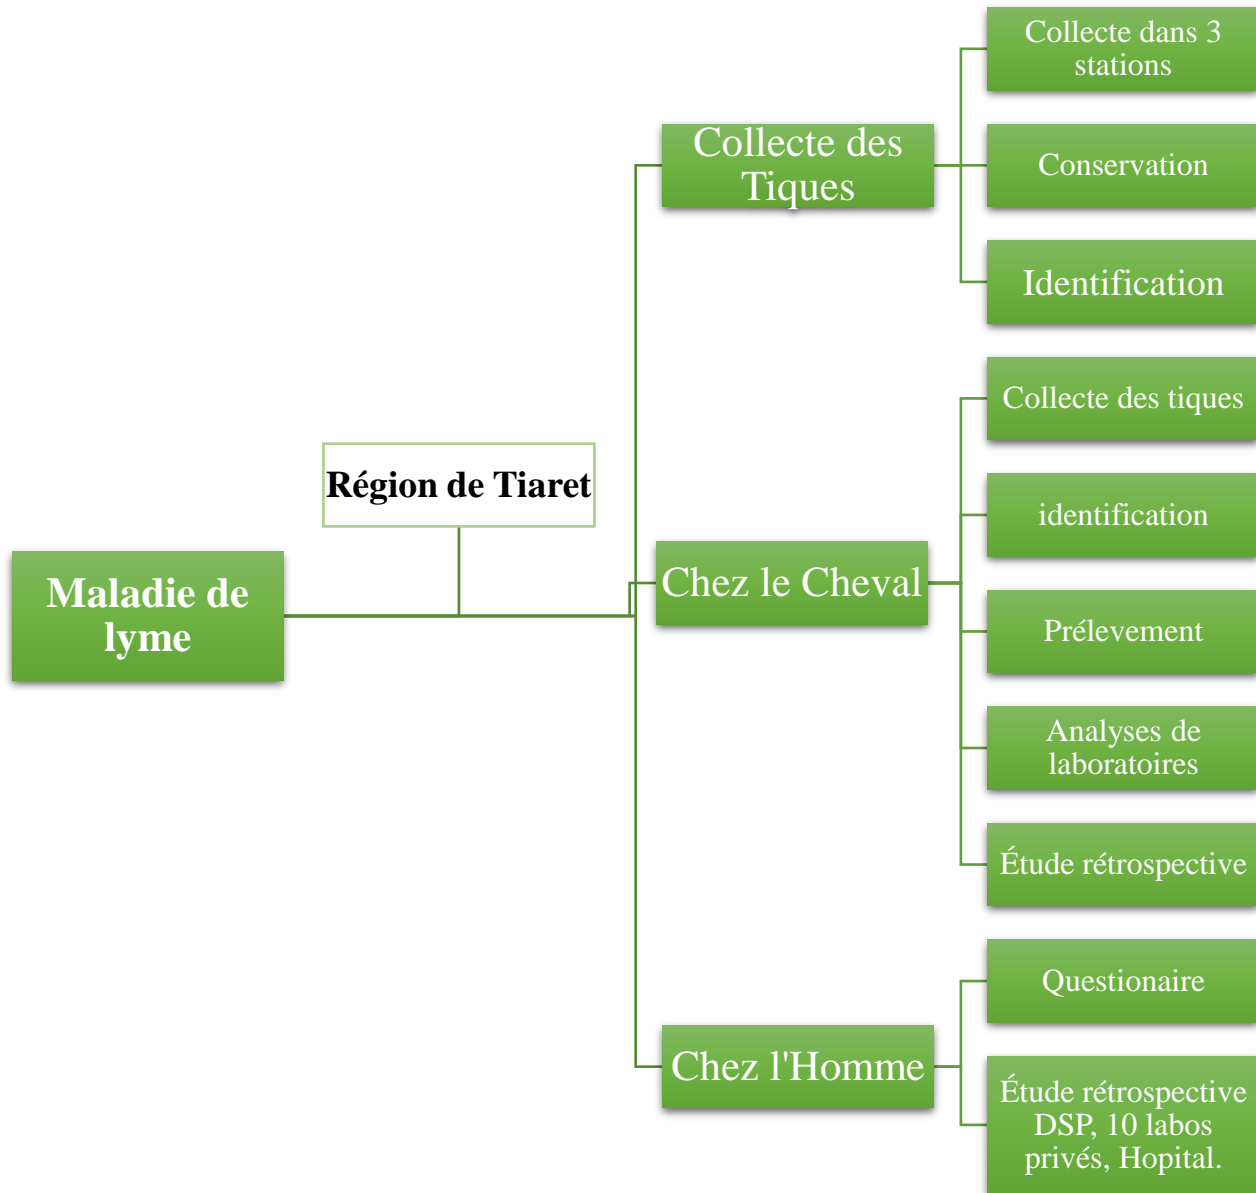 Maladie de
lyme
Région de Tiaret
Collecte des
Tiques
Collecte dans 3
stations
Conservation
Identification
Chez le Cheval
Collecte des tiques
identification
Prélevement
Analyses de
laboratoires
Étude rétrospective
Chez l'Homme
Questionaire
Étude rétrospective
DSP, 10 labos
privés, Hopital.